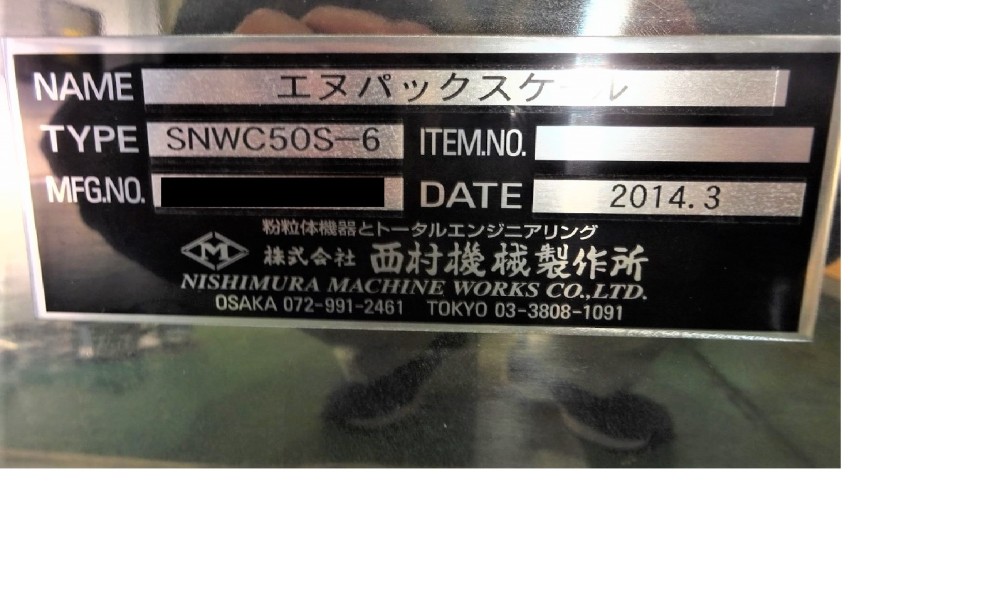 NAME エヌパックスケール
TYPE SNWC50S-6 ITEM.NO.
MFG.NO. DATE 2014.3
粉粒体機器とトータルエンジニアリング
M 株式会社 西村機械製作所
NISHIMURA MACHINE WORKS CO.,LTD.
OSAKA 072-991-2461 TOKYO 03-3808-1091